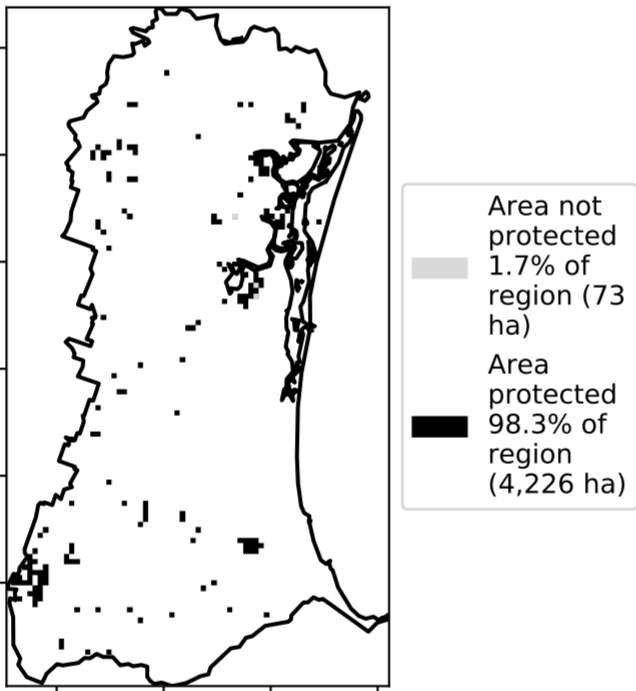 Area not
protected
1.7% of
region (73
ha)
Area
protected
98.3% of
region
(4,226 ha)